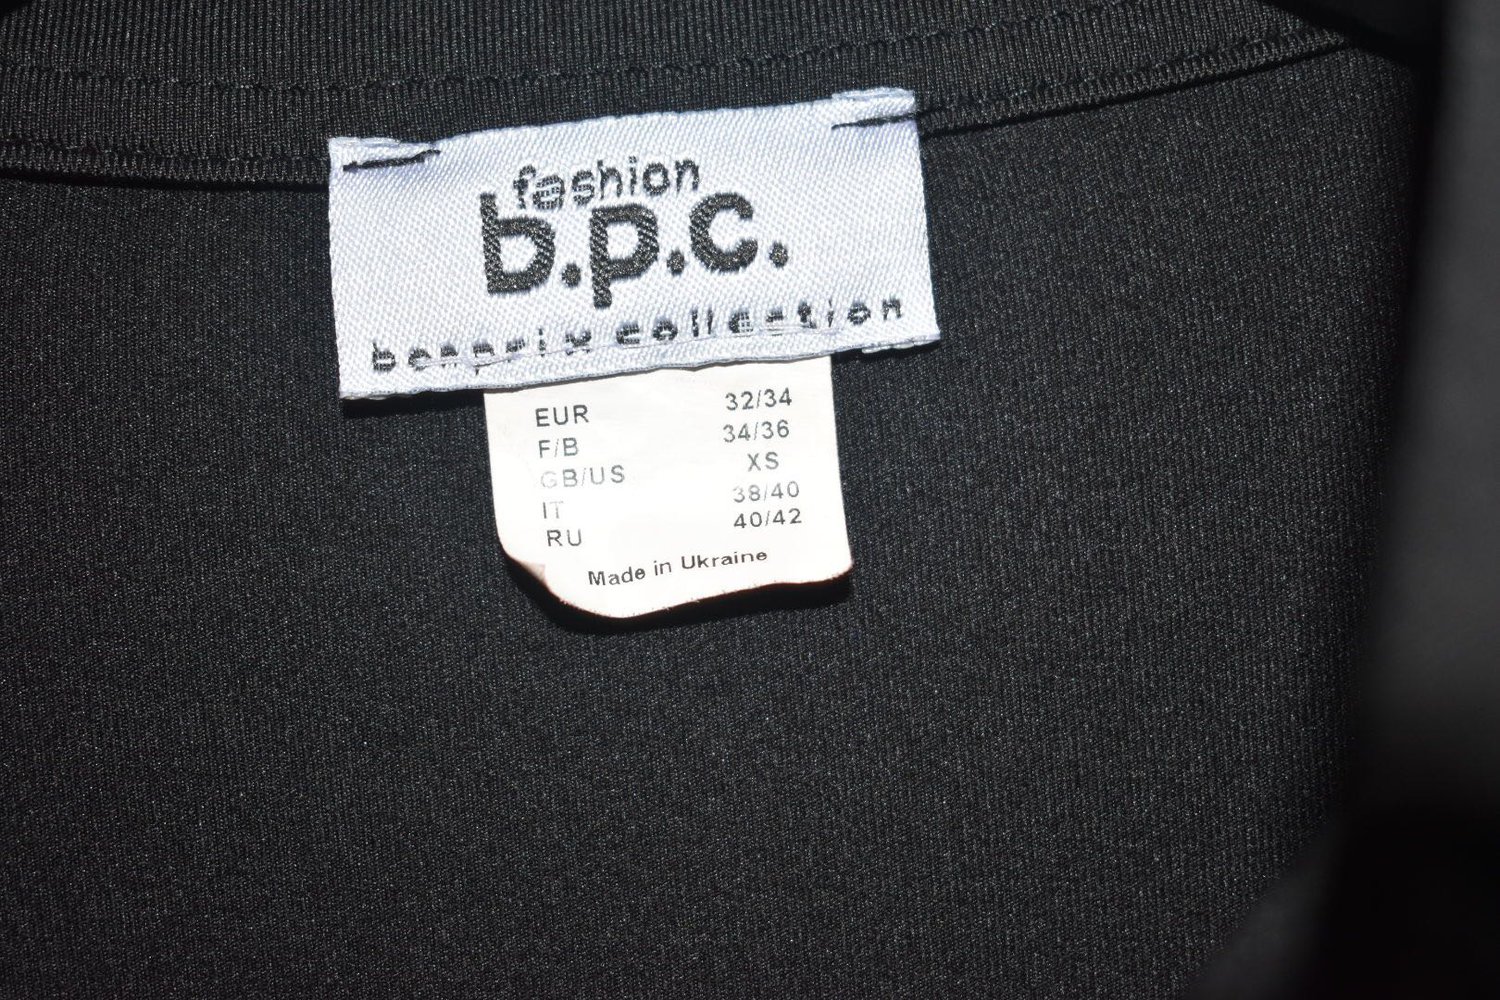 fashion
b.p.c.
bonprix collection
EUR 32/34
F/B 34/36
GB/US XS
IT 38/40
RU 40/42
Made in Ukraine